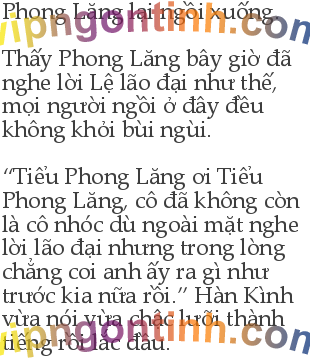 Phong Lăng lại ngồi xuống.
vipngontinh.com
Thấy Phong Lăng bây giờ đã
nghe lời Lệ lão đại như thế,
mọi người ngồi ở đây đều
không khỏi bùi ngùi.
“Tiểu Phong Lăng ơi Tiểu
Phong Lăng, cô đã không còn
là cô nhóc dù ngoài mặt nghe
lời lão đại nhưng trong lòng
chẳng coi anh ấy ra gì như
trước kia nữa rồi.” Hàn Kình
vừa nói vừa chậc lưỡi thành
vipngontinh.com
tiếng rồi lắc đầu.